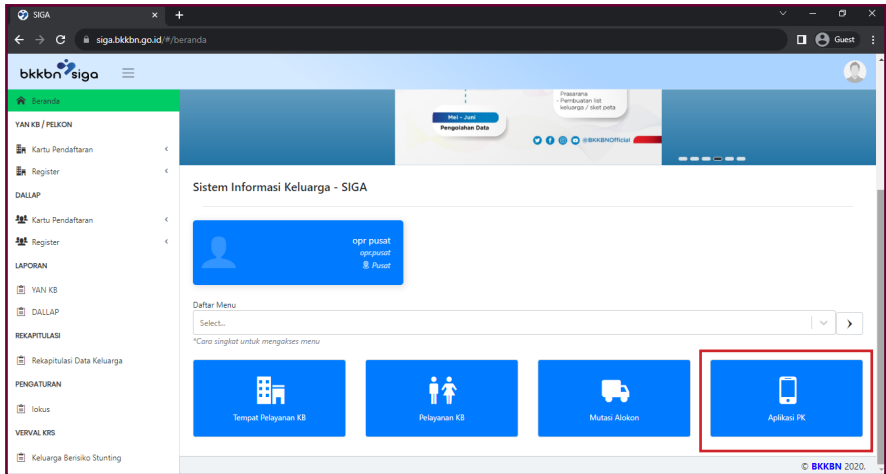 SIGA
siga.bkkbn.go.id/#/beranda
Guest
bkkbn siga
Beranda
YAN KB / PELKON
Kartu Pendaftaran
Register
DALLAP
Kartu Pendaftaran
Register
LAPORAN
YAN KB
DALLAP
REKAPITULASI
Rekapitulasi Data Keluarga
PENGATURAN
lokus
VERVAL KRS
Keluarga Berisiko Stunting
Mei - Juni
Pengolahan Data
Prasarana
- Pembuatan list
keluarga / sket peta
#BKKBNOfficial
Sistem Informasi Keluarga - SIGA
opr pusat
opr.pusat
Pusat
Daftar Menu
Select..
*Cara singkat untuk mengakses menu
Tempat Pelayanan KB
Pelayanan KB
Mutasi Alokon
Aplikasi PK
© BKKBN 2020.